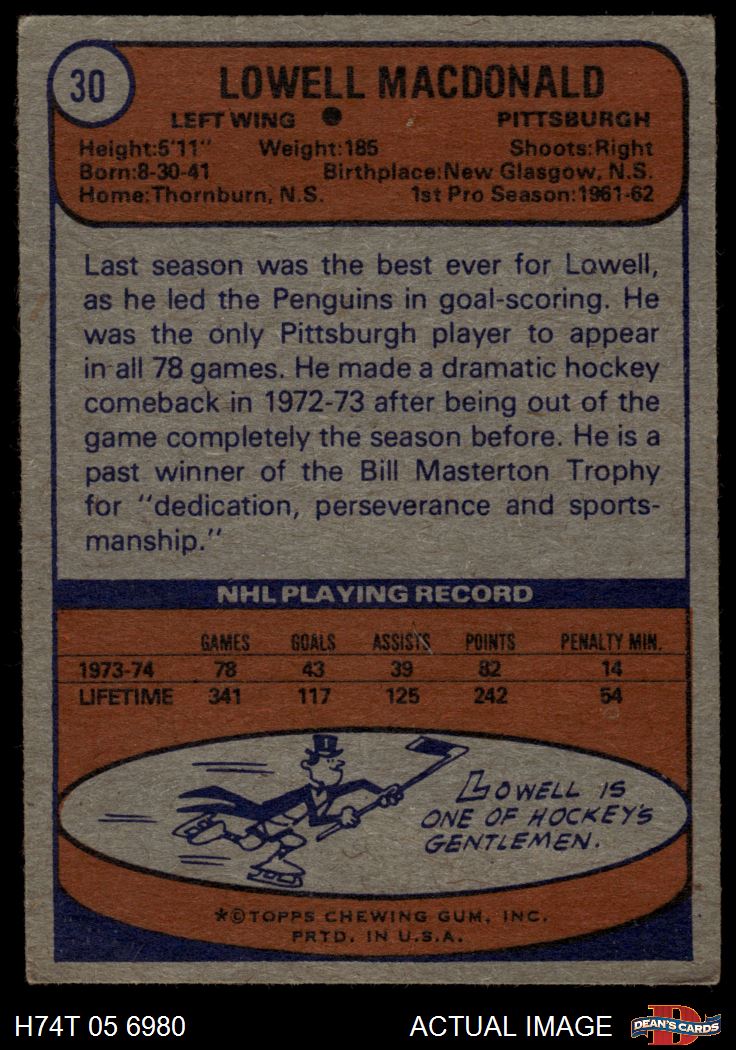 30
LOWELL MACDONALD
LEFT WING ● PITTSBURGH
Height:5'11" Weight:185 Shoots:Right
Born:8-30-41 Birthplace:New Glasgow, N.S.
Home:Thornburn, N.S. 1st Pro Season:1961-62
Last season was the best ever for Lowell,
as he led the Penguins in goal-scoring. He
was the only Pittsburgh player to appear
in all 78 games. He made a dramatic hockey
comeback in 1972-73 after being out of the
game completely the season before. He is a
past winner of the Bill Masterton Trophy
for "dedication, perseverance and sports-
manship."
NHL PLAYING RECORD
GAMES GOALS ASSISTS POINTS PENALTY MIN.
1973-74 78 43 39 82 14
LIFETIME 341 117 125 242 54
LOWELL IS
ONE OF HOCKEY'S
GENTLEMEN.
*©TOPPS CHEWING GUM, INC.
PRTD. IN U.S.A.
H74T 05 6980 ACTUAL IMAGE DEAN'S CARDS